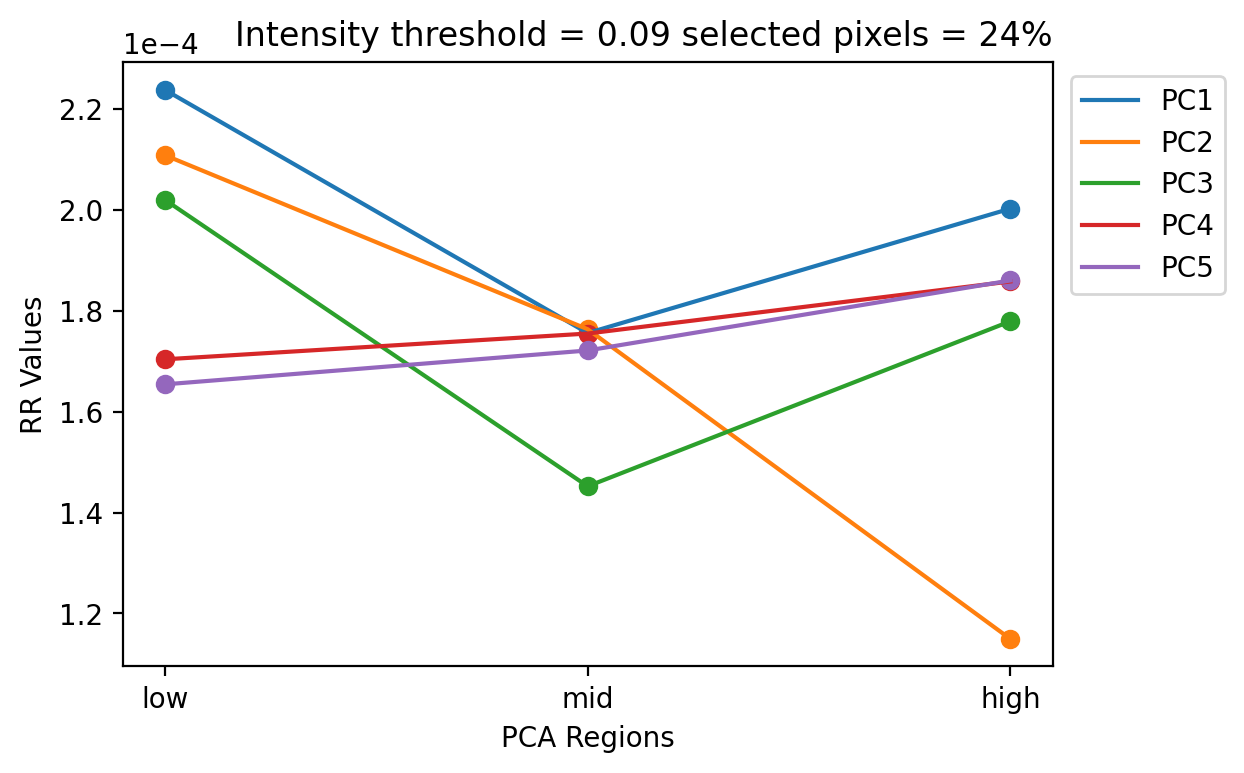 Intensity threshold = 0.09 selected pixels = 24%
1e−4
2.2
2.0
1.8
1.6
1.4
1.2
RR Values
low mid high
PCA Regions
PC1
PC2
PC3
PC4
PC5